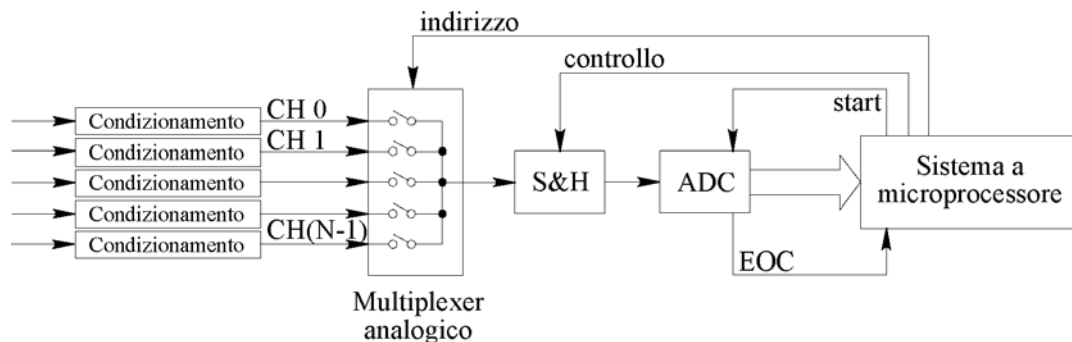 indirizzo
controllo
start
Condizionamento
CH 0
Condizionamento
CH 1
Condizionamento
Condizionamento
Condizionamento
CH(N-1)
S&H
ADC
Sistema a
microprocessore
EOC
Multiplexer
analogico